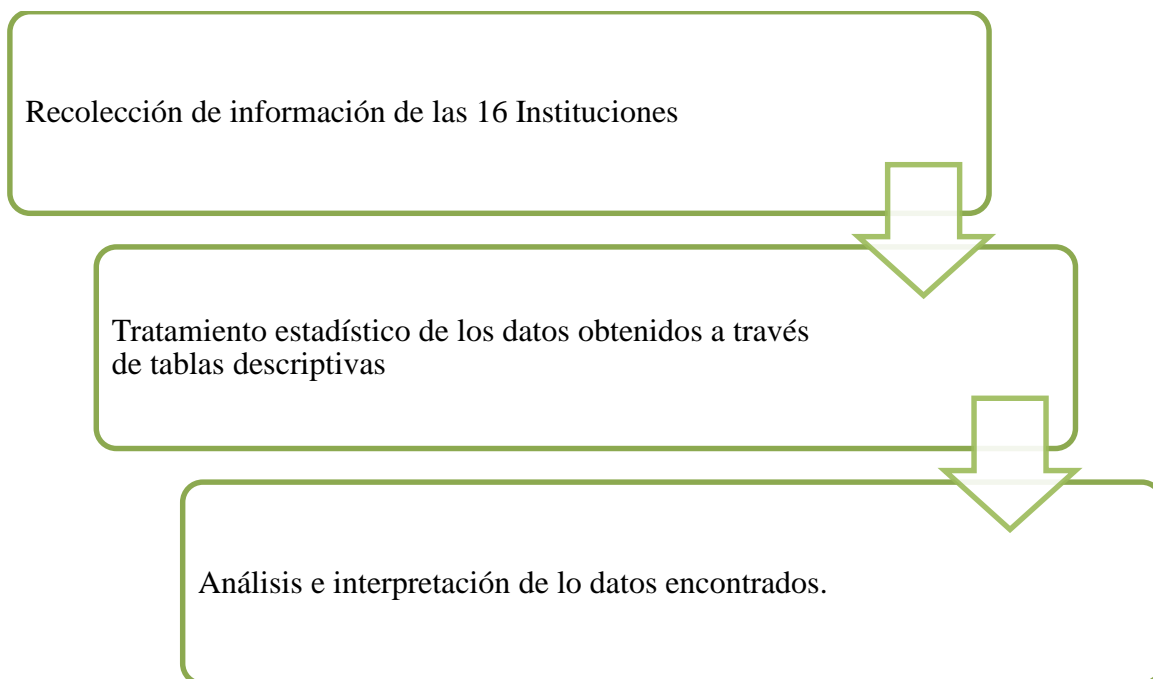 Recolección de información de las 16 Instituciones
Tratamiento estadístico de los datos obtenidos a través
de tablas descriptivas
Análisis e interpretación de lo datos encontrados.